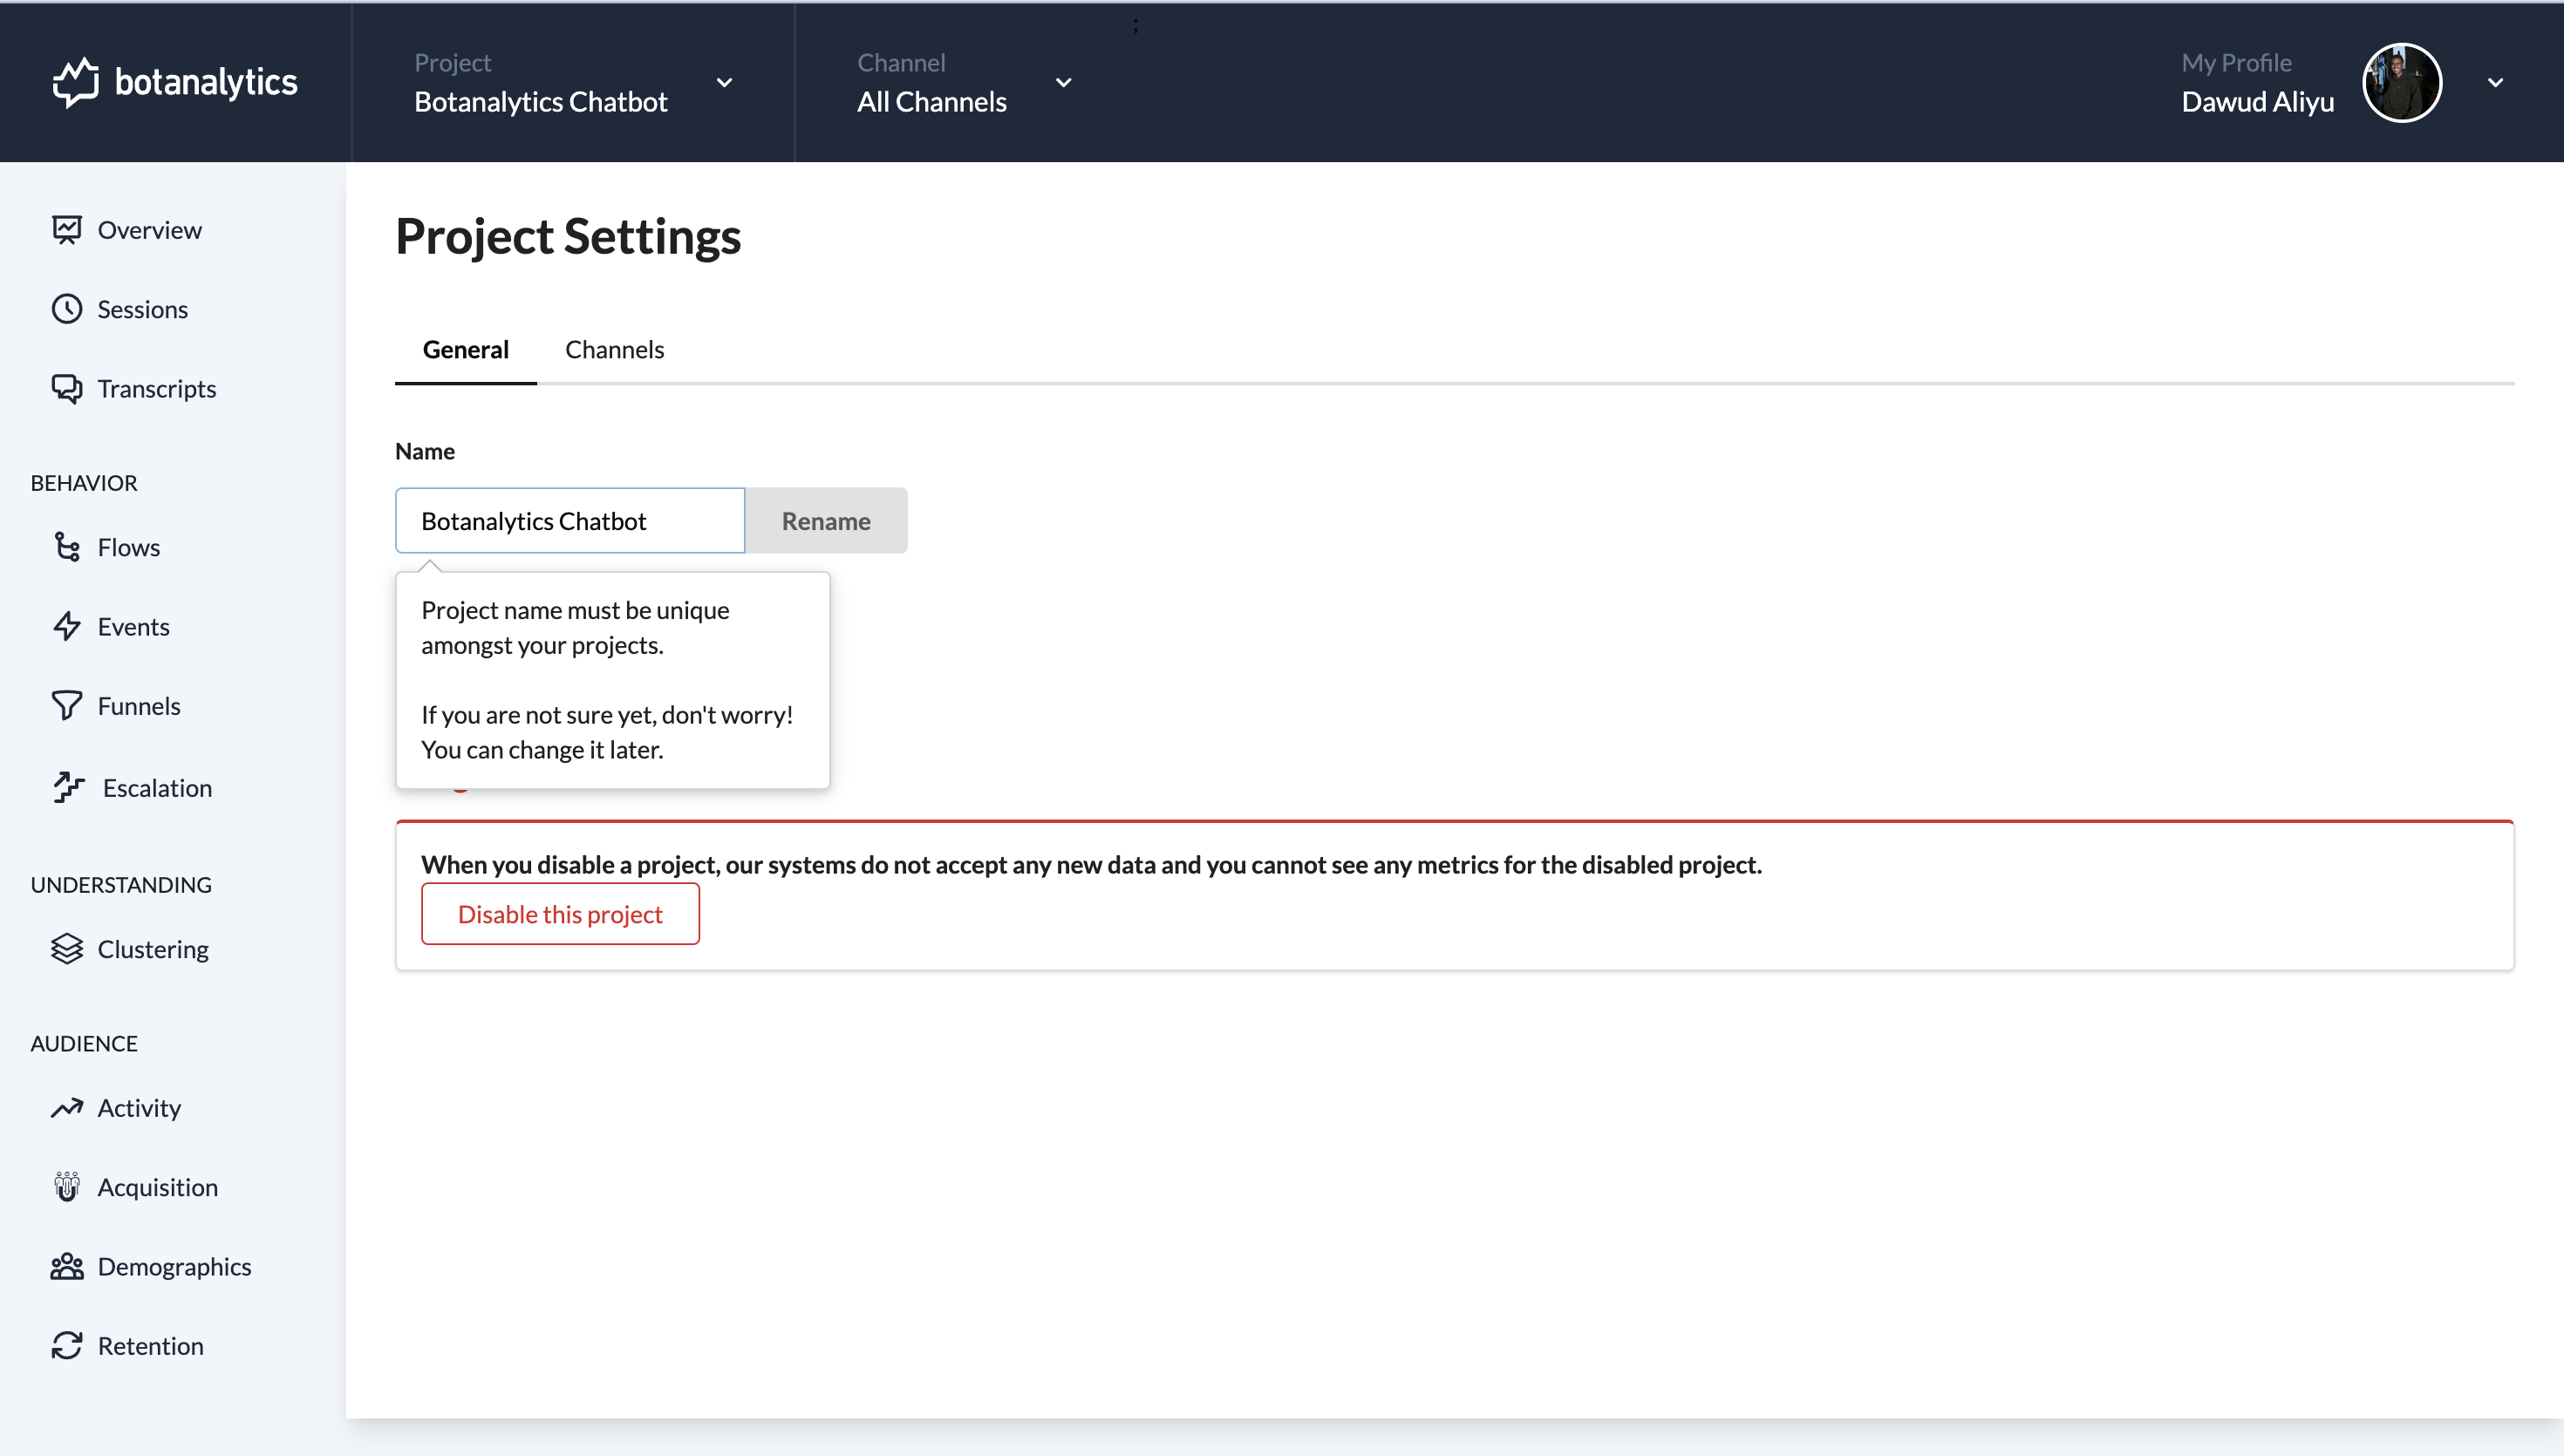 ;
botanalytics
Project
Botanalytics Chatbot
Channel
All Channels
My Profile
Dawud Aliyu
Overview
Sessions
Transcripts
BEHAVIOR
Flows
Events
Funnels
Escalation
UNDERSTANDING
Clustering
AUDIENCE
Activity
Acquisition
Demographics
Retention
Project Settings
General
Channels
Name
Botanalytics Chatbot
Rename
Project name must be unique
amongst your projects.
If you are not sure yet, don't worry!
You can change it later.
When you disable a project, our systems do not accept any new data and you cannot see any metrics for the disabled project.
Disable this project